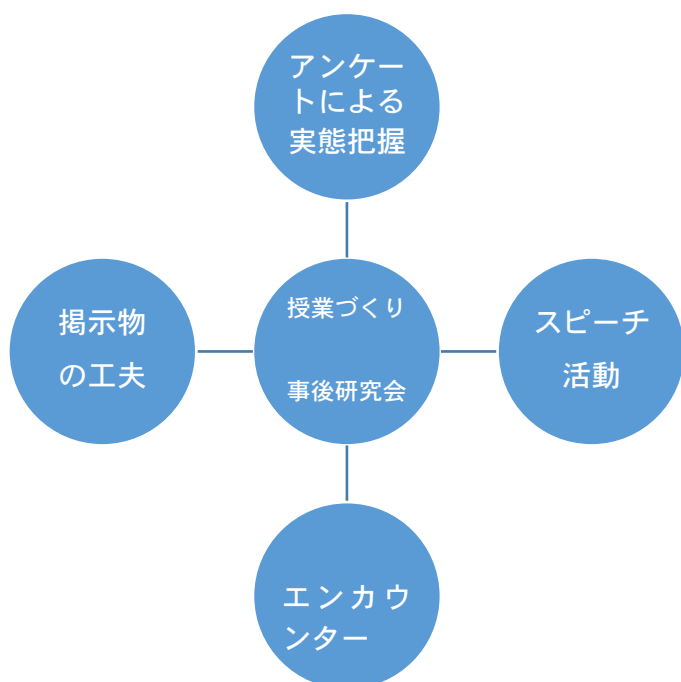 アンケー
トによる
実態把握
掲示物
の工夫
授業づくり
事後研究会
スピーチ
活動
エンカウ
ンター